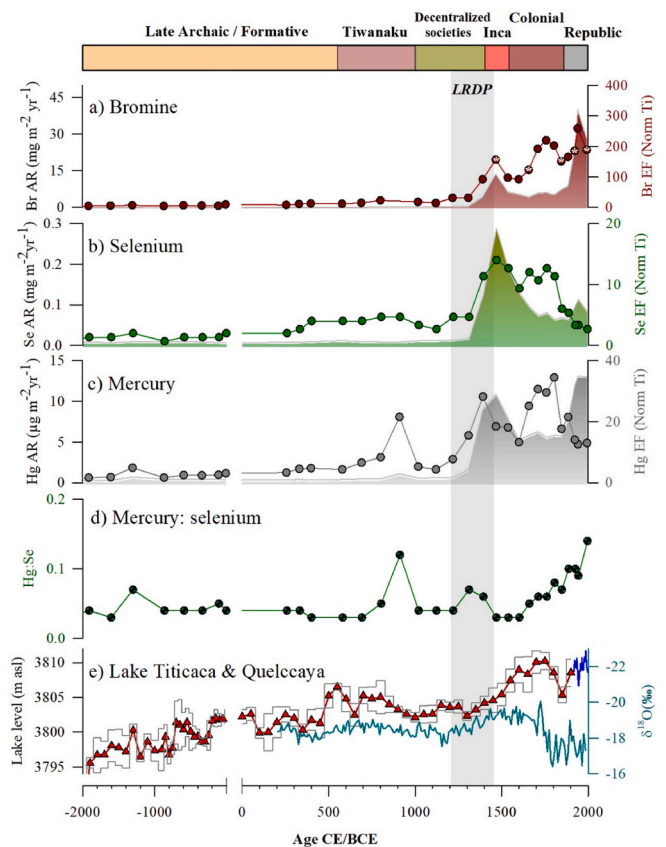 Late Archaic / Formative Tiwanaku Decentralized societies Inca Colonial Republic
LRDP
a) Bromine
Br AR (mg m⁻² yr⁻¹)
45
30
15
0
400
300
200
100
0
Br EF (Norm Ti)
b) Selenium
Se AR (mg m⁻² yr⁻¹)
0.3
0.2
0.1
0.0
20
10
0
Se EF (Norm Ti)
c) Mercury
Hg AR (µg m⁻²yr⁻¹)
15
10
5
0
40
20
0
Hg EF (Norm Ti)
d) Mercury: selenium
Hg:Se
0.2
0.1
0.0
e) Lake Titicaca & Quelccaya
Lake level (m asl)
3810
3805
3800
3795
-22
-20
-18
-16
δ¹⁸O(‰)
-2000 -1000 0 500 1000 1500 2000
Age CE/BCE